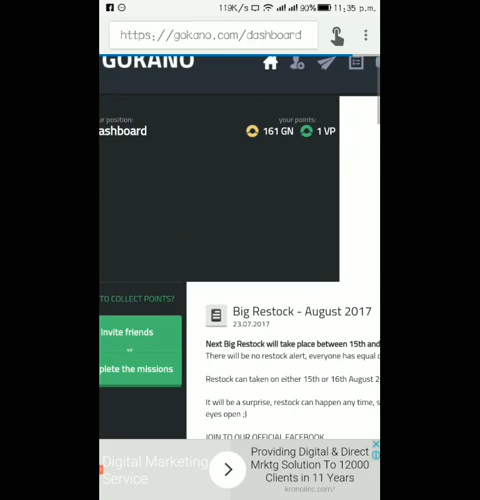 119K/s 90% 11:35 p.m.
https://gokano.com/dashboard
GOKANO
ur position:
ashboard
your points:
161 GN 1 VP
TO COLLECT POINTS?
Invite friends
or
plete the missions
Big Restock - August 2017
23.07.2017
Next Big Restock will take place between 15th and
There will be no restock alert, everyone has equal c
Restock can taken on either 15th or 16th August 2
It will be a surprise, restock can happen any time, s
eyes open ;)
JOIN TO OUR OFFICIAL FACEBOOK
Digital Marketing
Service
Providing Digital & Direct
Mrktg Solution To 12000
Clients in 11 Years
kronoiinc.com/